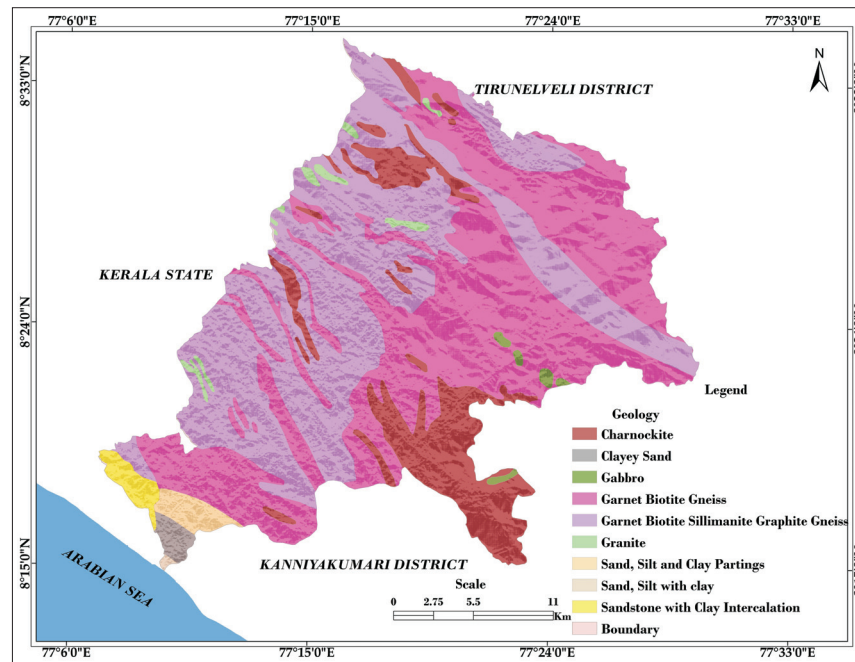 77°6'0"E 77°15'0"E 77°24'0"E 77°33'0"E
8°33'0"N
N
TIRUNELVELI DISTRICT
KERALA STATE
8°24'0"N
Legend
Geology
Charnockite
Clayey Sand
Gabbro
Garnet Biotite Gneiss
Garnet Biotite Sillimanite Graphite Gneiss
Granite
Sand, Silt and Clay Partings
Sand, Silt with clay
Sandstone with Clay Intercalation
Boundary
8°15'0"N
ARABIAN SEA
KANNIYAKUMARI DISTRICT
Scale
0 2.75 5.5 11
Km
77°6'0"E 77°15'0"E 77°24'0"E 77°33'0"E